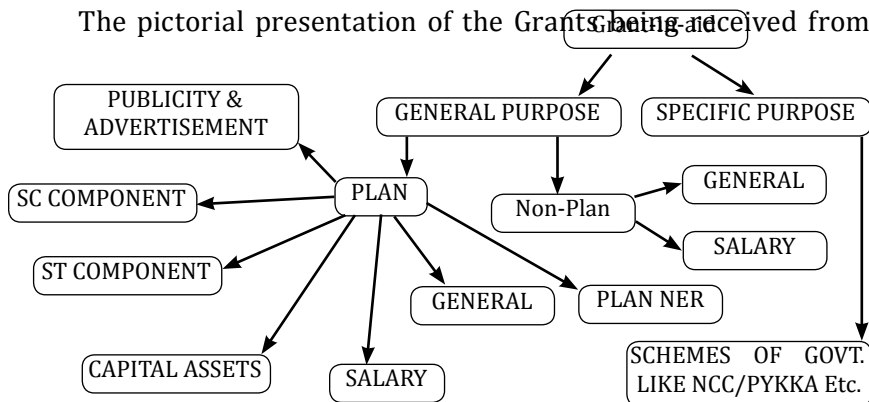 The pictorial presentation of the Grants being received from
Grant-in-aid
PUBLICITY &
ADVERTISEMENT
GENERAL PURPOSE
SPECIFIC PURPOSE
SC COMPONENT
PLAN
Non-Plan
GENERAL
SALARY
ST COMPONENT
GENERAL
PLAN NER
CAPITAL ASSETS
SALARY
SCHEMES OF GOVT.
LIKE NCC/PYKKA Etc.